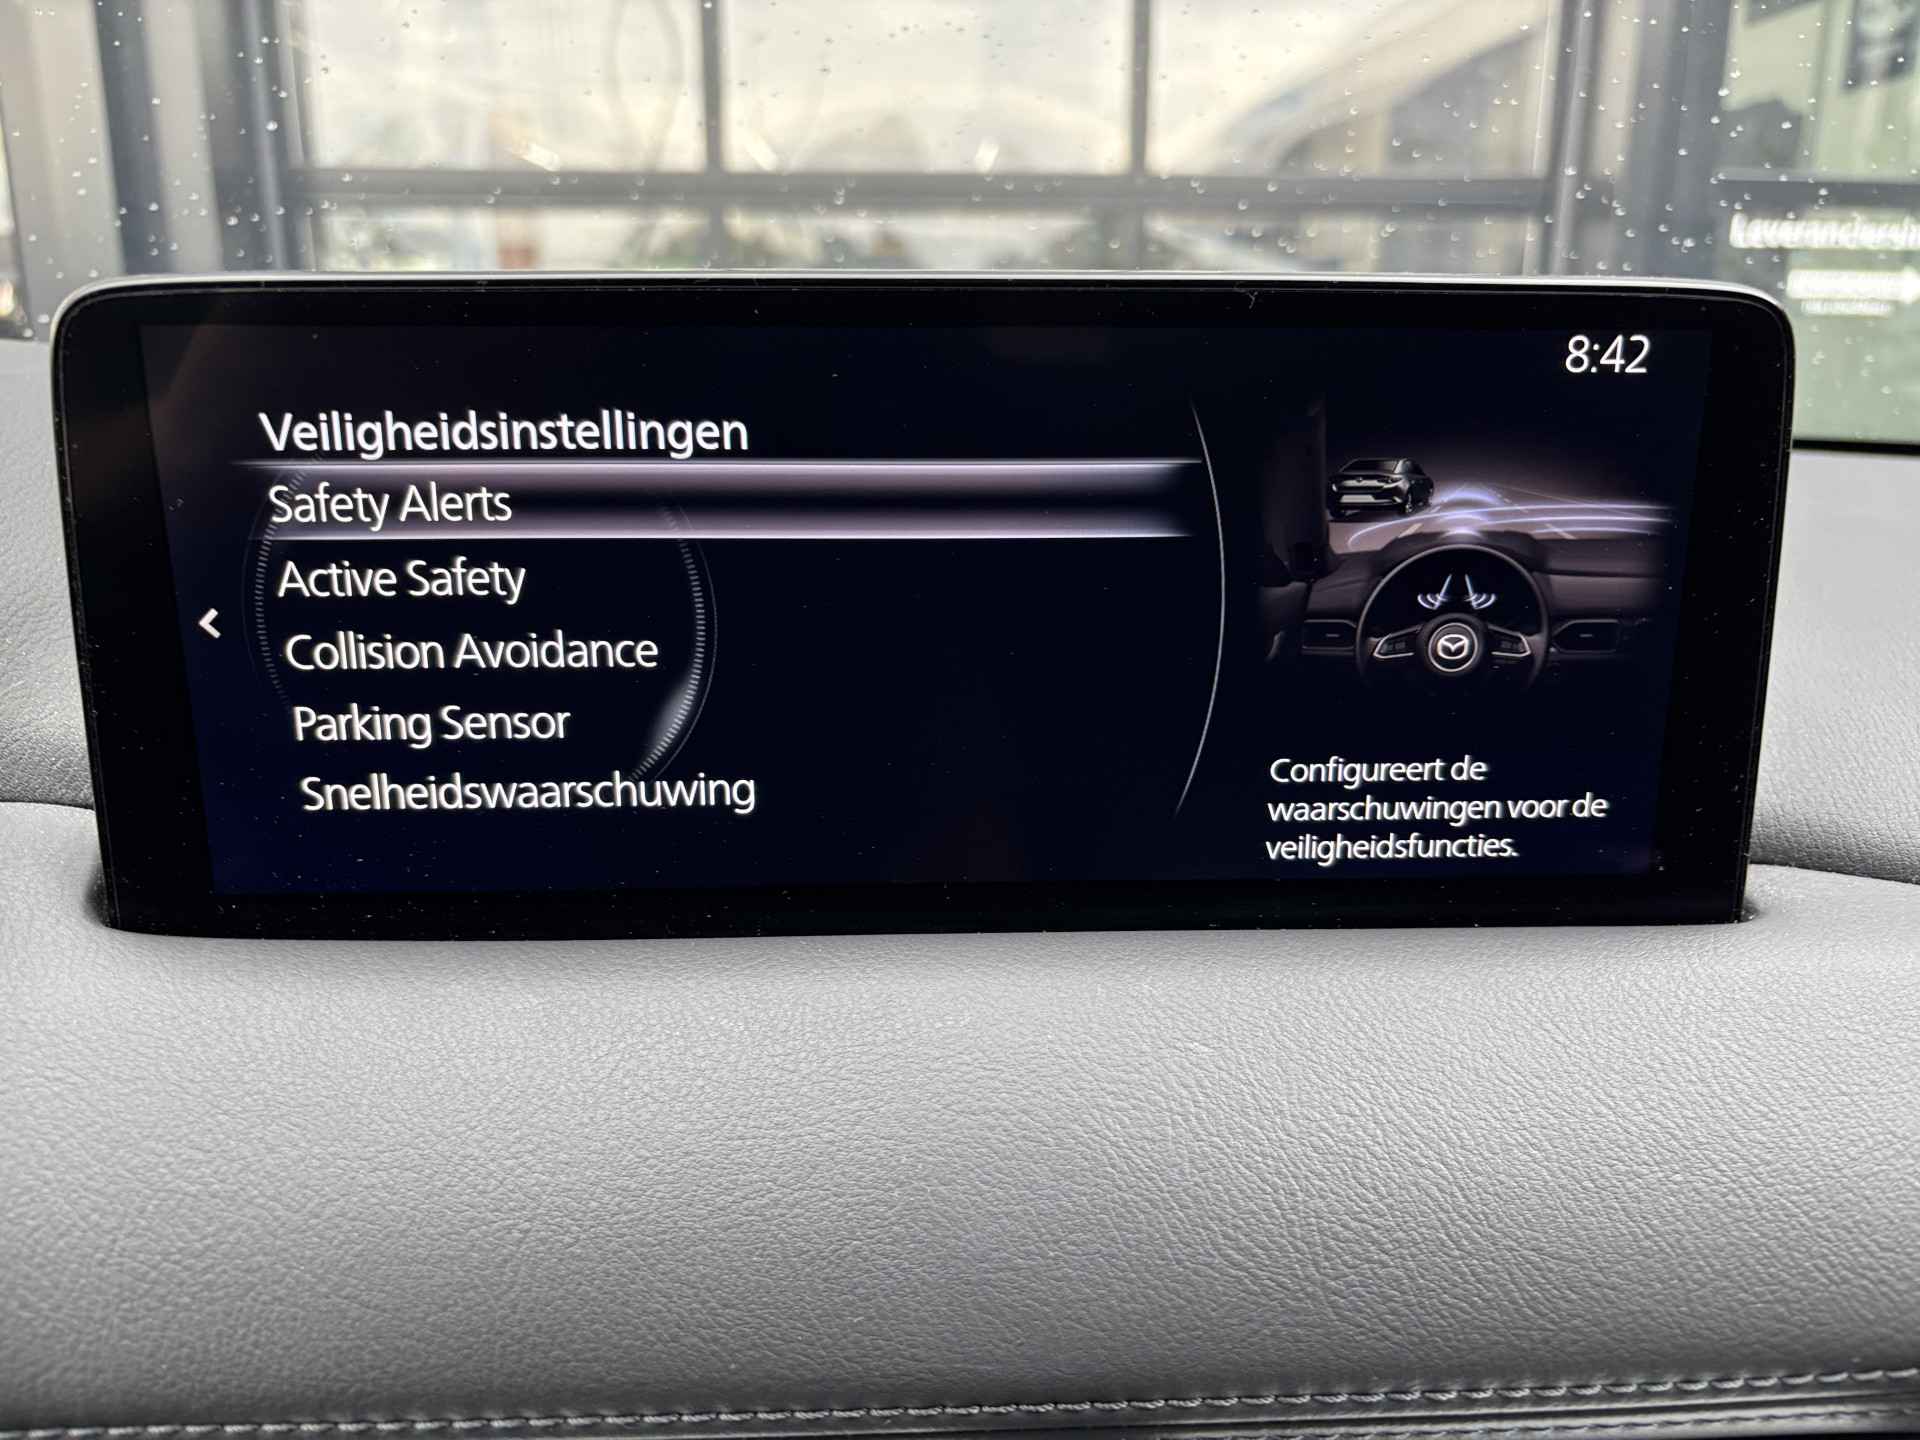 8:42
Veiligheidsinstellingen
Safety Alerts
Active Safety
Collision Avoidance
Parking Sensor
Snelheidswaarschuwing
Configureert de
waarschuwingen voor de
veiligheidsfuncties.